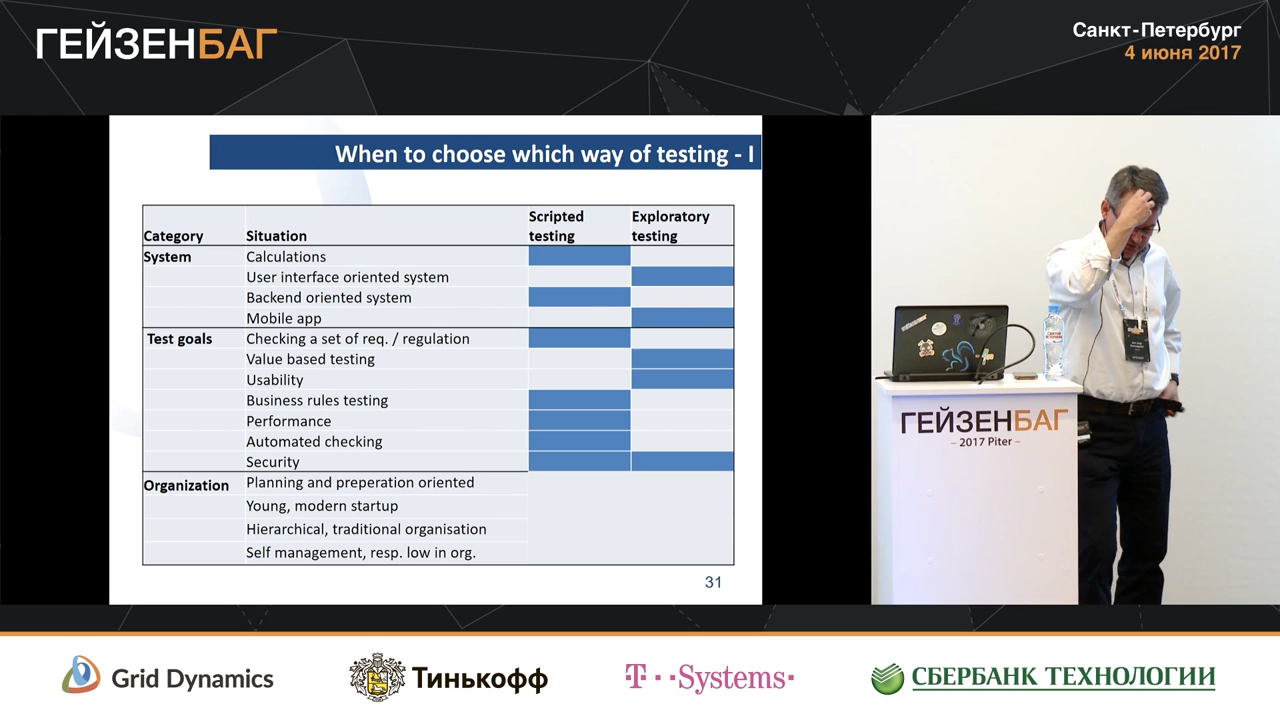 ГЕЙЗЕНБАГ
Санкт-Петербург
4 июня 2017
When to choose which way of testing - I
Category Situation Scripted testing Exploratory testing
System Calculations
User interface oriented system
Backend oriented system
Mobile app
Test goals Checking a set of req. / regulation
Value based testing
Usability
Business rules testing
Performance
Automated checking
Security
Organization Planning and preperation oriented
Young, modern startup
Hierarchical, traditional organisation
Self management, resp. low in org.
31
ГЕЙЗЕНБАГ
– 2017 Piter –
Grid Dynamics
Тинькофф
T··Systems·
СБЕРБАНК ТЕХНОЛОГИИ